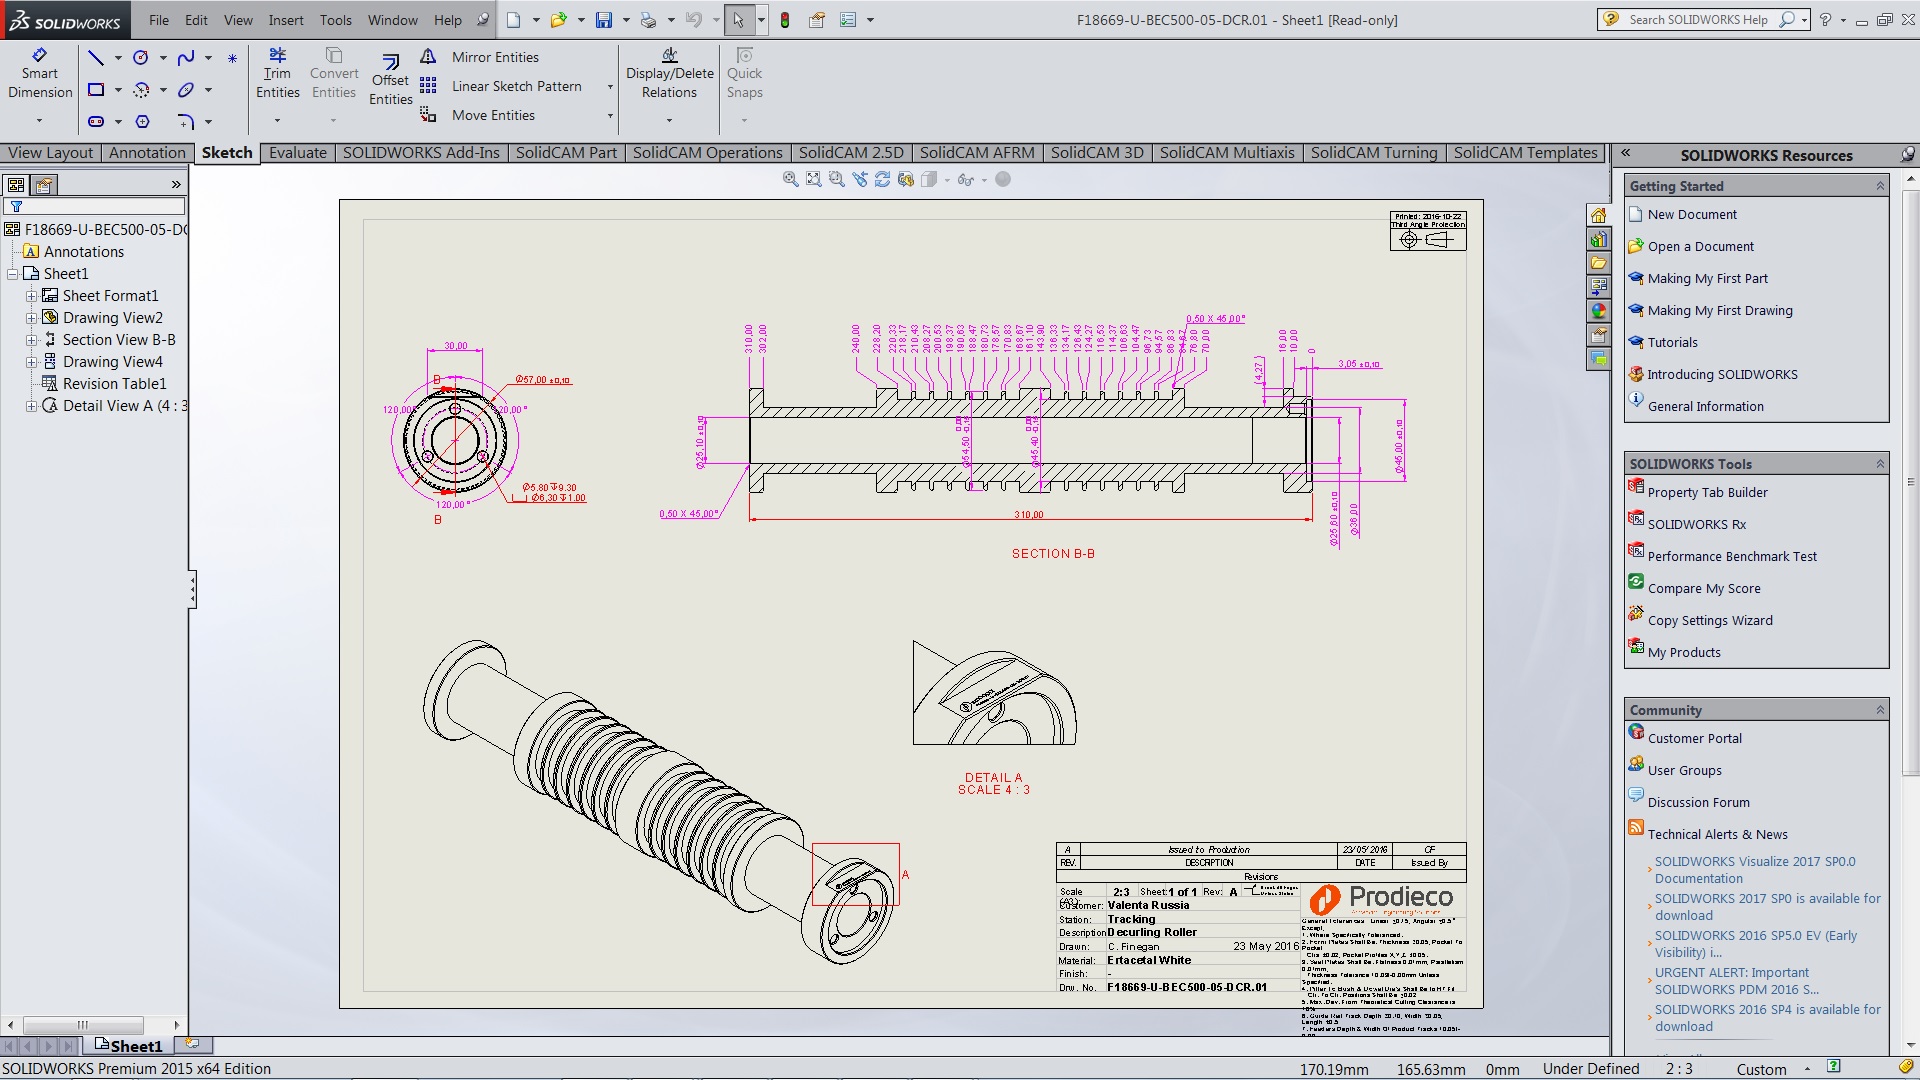 SOLIDWORKS
File Edit View Insert Tools Window Help
F18669-U-BEC500-05-DCR.01 - Sheet1 [Read-only]
Search SOLIDWORKS Help
Smart Dimension
Trim Entities
Convert Entities
Offset Entities
Mirror Entities
Linear Sketch Pattern
Move Entities
Display/Delete Relations
Quick Snaps
View Layout Annotation Sketch Evaluate SOLIDWORKS Add-Ins SolidCAM Part SolidCAM Operations SolidCAM 2.5D SolidCAM AFRM SolidCAM 3D SolidCAM Multiaxis SolidCAM Turning SolidCAM Templates
F18669-U-BEC500-05-DC
Annotations
Sheet1
Sheet Format1
Drawing View2
Section View B-B
Drawing View4
Revision Table1
Detail View A (4 : 3
Printed: 2016-10-22
Third Angle Projection
30,00
B
Ø57,00 ±0,10
120,00°
120,00°
Ø5.80 ↧9.30
⌴ Ø6,30 ↧1.00
120,00°
B
310,00 302,00 240,00 228,20 220,33 218,17 210,43 208,27 200,53 198,37 190,63 188,47 180,73 178,57 170,83 168,67 161,10 143,90 136,33 134,17 126,43 124,27 116,53 114,37 106,63 104,47 96,73 94,57 86,83 76,80 70,00 16,00 10,00 0
0,50 X 45,00°
(4,27)
3,05 ±0,10
Ø25,10 ±0,10
Ø54,50
Ø45,40
Ø46,00 ±0,10
0,50 X 45,00°
310,00
Ø25,60 ±0,10
Ø36,00
SECTION B-B
DETAIL A
SCALE 4 : 3
A
A Issued to Production 23/05/2016 CF
REV. DESCRIPTION DATE Issued By
Revisions
Scale 2:3 Sheet: 1 of 1 Rev: A
Customer: Valenta Russia
Station: Tracking
Description Decurling Roller
Drawn: C. Finegan 23 May 2016
Material: Ertacetal White
Finish: -
Drw. No. F18669-U-BEC500-05-DCR.01
Prodieco
SOLIDWORKS Resources
Getting Started
New Document
Open a Document
Making My First Part
Making My First Drawing
Tutorials
Introducing SOLIDWORKS
General Information
SOLIDWORKS Tools
Property Tab Builder
SOLIDWORKS Rx
Performance Benchmark Test
Compare My Score
Copy Settings Wizard
My Products
Community
Customer Portal
User Groups
Discussion Forum
Technical Alerts & News
SOLIDWORKS Visualize 2017 SP0.0
Documentation
SOLIDWORKS 2017 SP0 is available for
download
SOLIDWORKS 2016 SP5.0 EV (Early
Visibility) i...
URGENT ALERT: Important
SOLIDWORKS PDM 2016 S...
SOLIDWORKS 2016 SP4 is available for
download
Sheet1
SOLIDWORKS Premium 2015 x64 Edition
170.19mm 165.63mm 0mm Under Defined 2 : 3 Custom